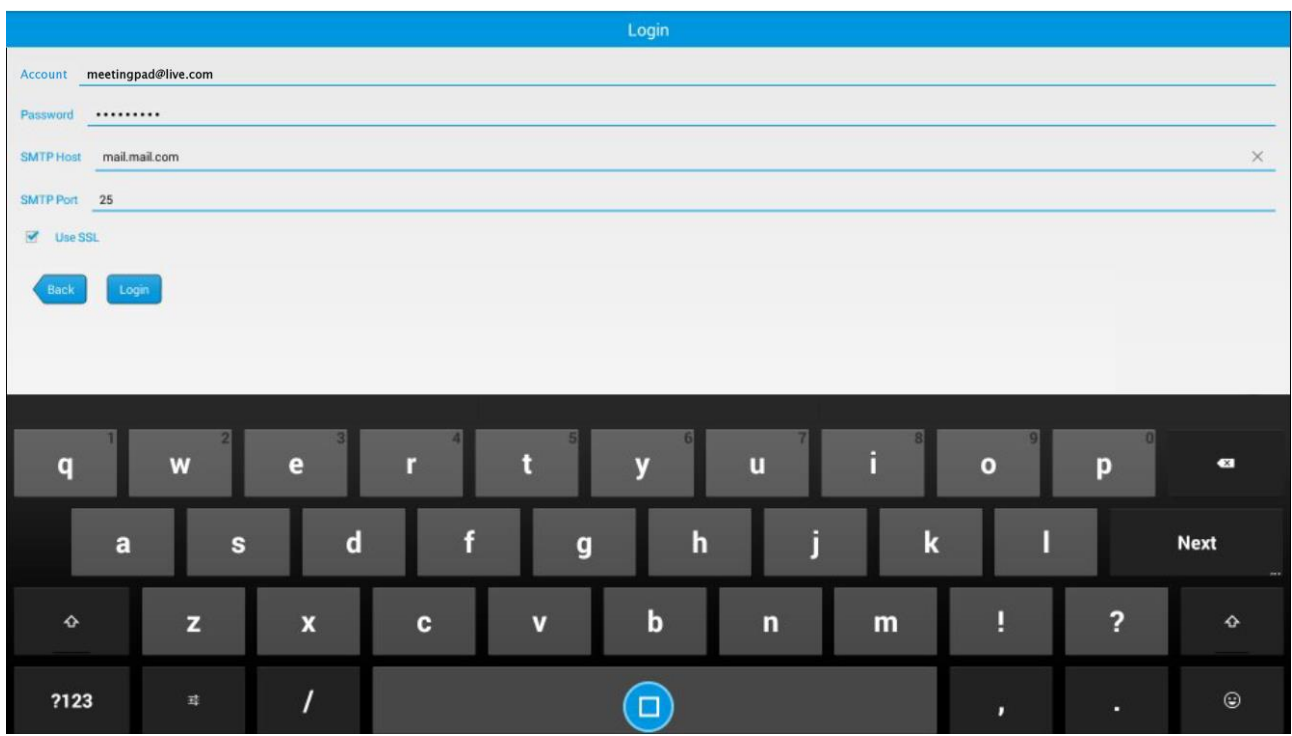 Login
Account meetingpad@live.com
Password •••••••••
SMTP Host mail.mail.com
SMTP Port 25
Use SSL
Back Login
1 2 3 4 5 6 7 8 9 0
q w e r t y u i o p
a s d f g h j k l Next
z x c v b n m ! ?
?123 / , .